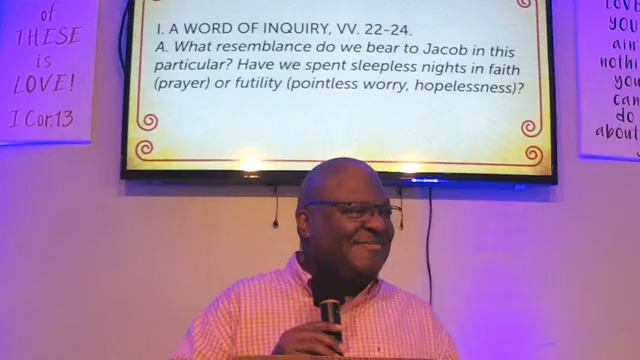 of
THESE
is
LOVE!
I Cor. 13
I. A WORD OF INQUIRY, VV. 22-24.
A. What resemblance do we bear to Jacob in this
particular? Have we spent sleepless nights in faith
(prayer) or futility (pointless worry, hopelessness)?
LOVE
YOU
ain
nothi
you
can
do
about